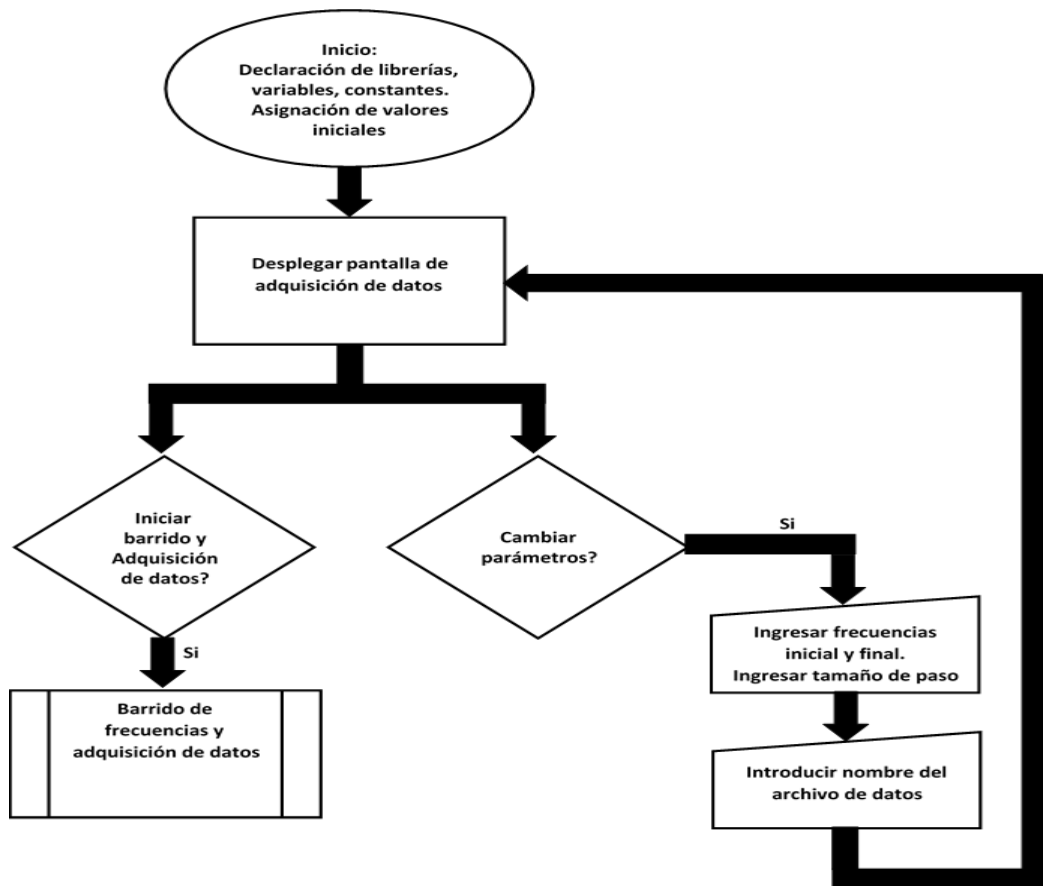 Inicio:
Declaración de librerías,
variables, constantes.
Asignación de valores
iniciales
Desplegar pantalla de
adquisición de datos
Iniciar
barrido y
Adquisición
de datos?
Cambiar
parámetros?
Si
Si
Ingresar frecuencias
inicial y final.
Ingresar tamaño de paso
Barrido de
frecuencias y
adquisición de datos
Introducir nombre del
archivo de datos